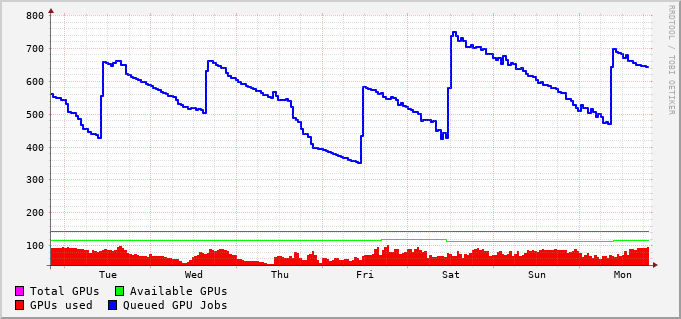 800
700
600
500
400
300
200
100
Tue Wed Thu Fri Sat Sun Mon
Total GPUs Available GPUs
GPUs used Queued GPU Jobs
RRDTOOL / TOBI OETIKER